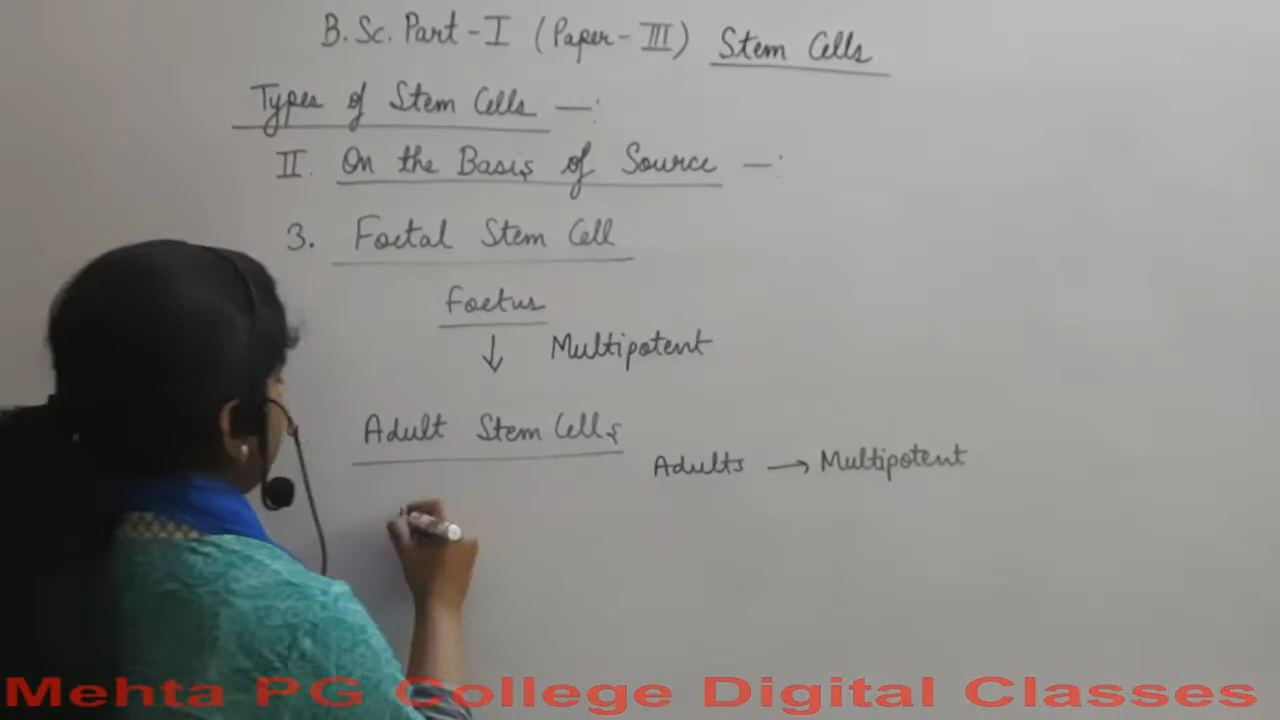 B.Sc. Part-I (Paper-III) Stem Cells
Types of Stem Cells —:
II. On the Basis of Source —:
3. Foetal Stem Cell
Foetus
↓ Multipotent
Adult Stem Cells
Adults → Multipotent
Mehta PG College Digital Classes